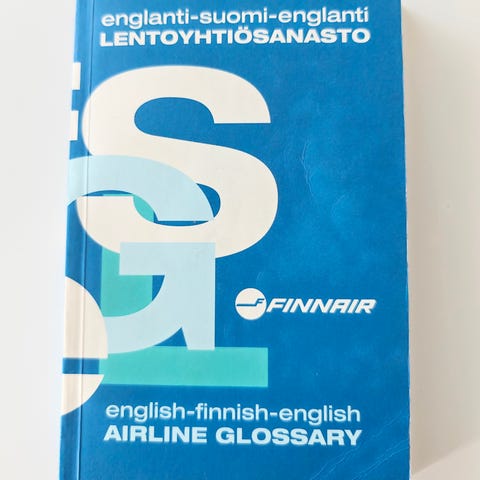 englanti-suomi-englanti
LENTOYHTIÖSANASTO
S
G
L
FINNAIR
english-finnish-english
AIRLINE GLOSSARY